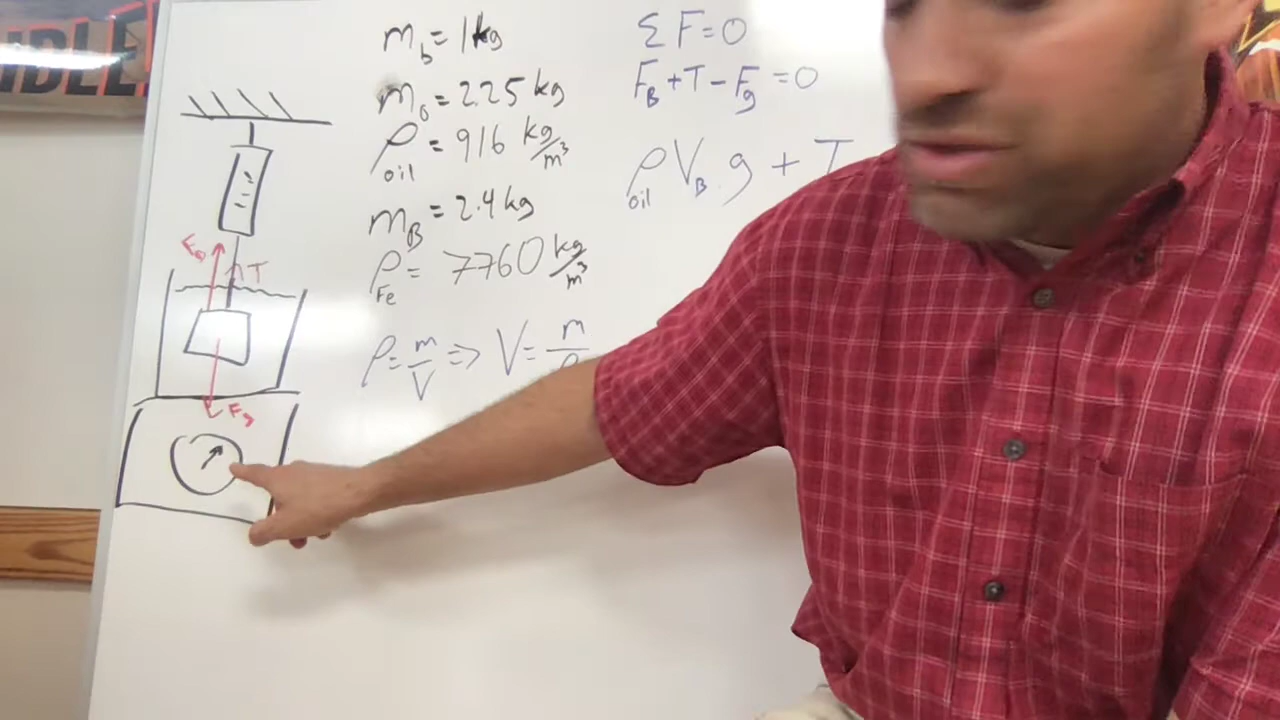 IDLE
m_b = 1kg
m_o = 2.25 kg
ρ_oil = 916 kg/m³
m_B = 2.4 kg
ρ_Fe = 7760 kg/m³
ρ = m/V => V = m
ΣF=0
F_B + T - F_g = 0
ρ_oil V_B g + T
F_B
T
F_g